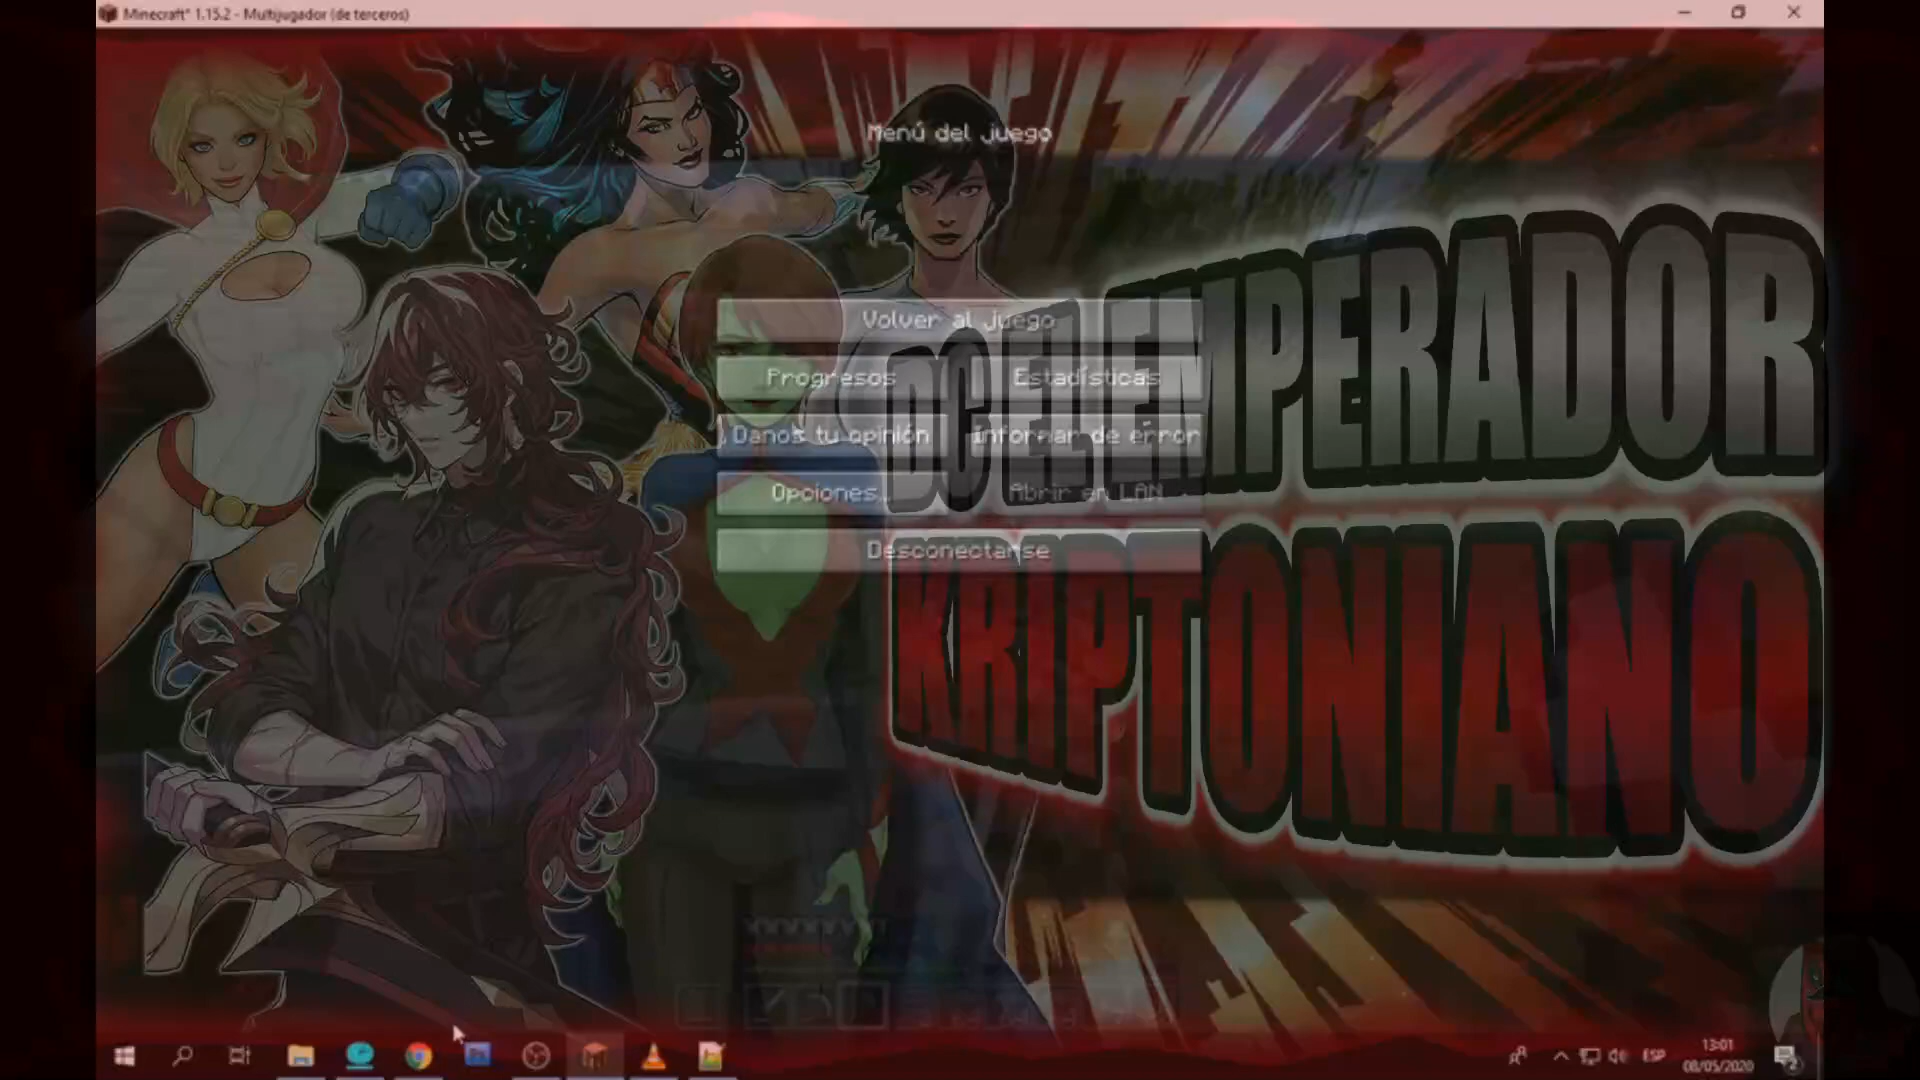 Minecraft* 1.15.2 - Multijugador (de terceros)
Menú del juego
Volver al juego
Progresos
Estadísticas
Danos tu opinión
Informar de error
Opciones...
Abrir en LAN
Desconectarse
DC EL EMPERADOR
KRIPTONIANO
ESP
13:01
08/05/2020
2